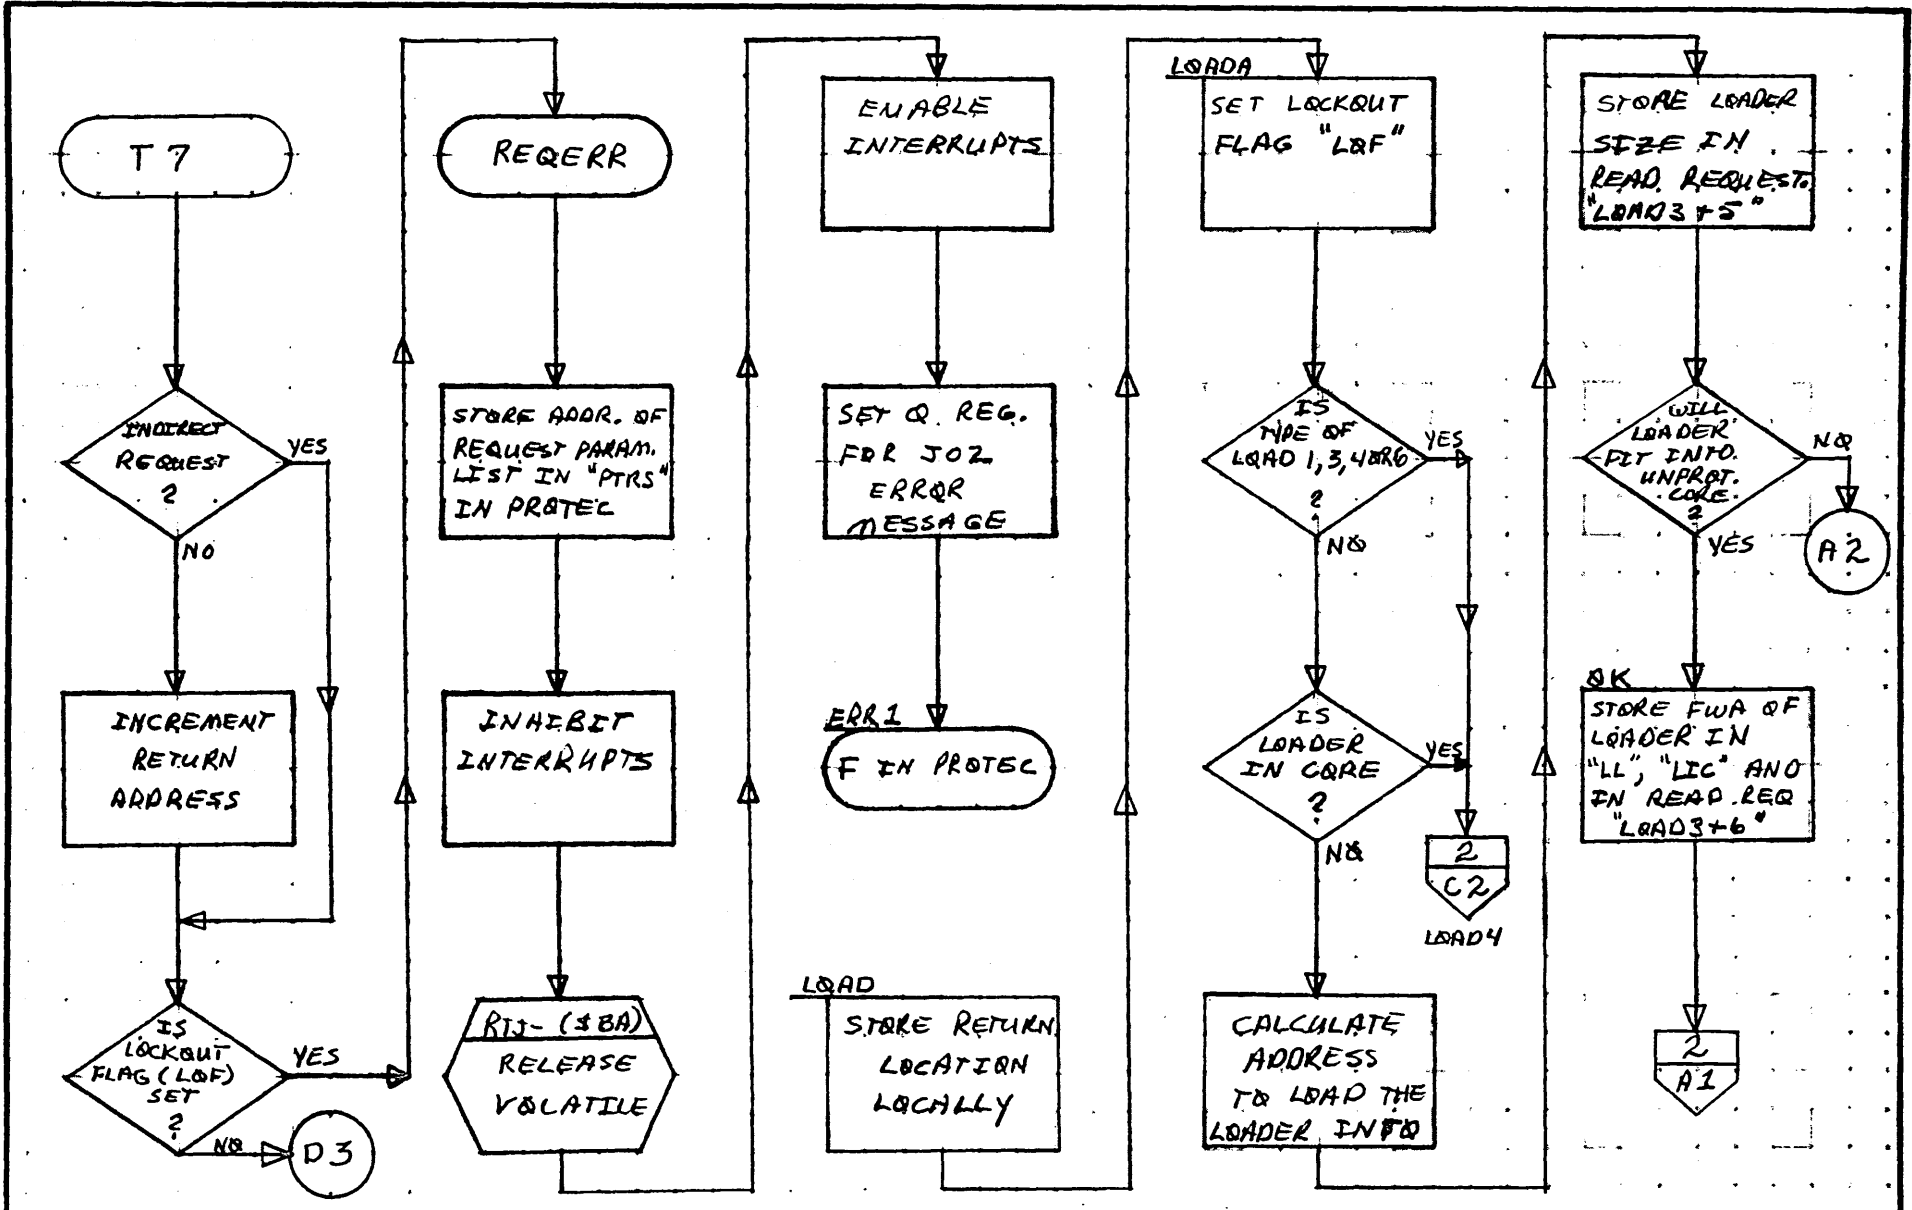 T7
INDIRECT
REQUEST
?
YES
NO
INCREMENT
RETURN
ADDRESS
IS
LOCKOUT
FLAG (LOF)
SET
?
YES
NO
D3
REQERR
STORE ADDR. OF
REQUEST PARAM.
LIST IN "PTRS"
IN PROTEC
INHIBIT
INTERRUPTS
RTJ- ($BA)
RELEASE
VOLATILE
ENABLE
INTERRUPTS
SET Q. REG.
FOR J02
ERROR
MESSAGE
ERR1
F IN PROTEC
LOAD
STORE RETURN
LOCATION
LOCALLY
LOADA
SET LOCKOUT
FLAG "LOF"
IS
TYPE OF
LOAD 1, 3, 4 OR 6
?
YES
NO
IS
LOADER
IN CORE
?
YES
NO
2
C2
LOAD4
CALCULATE
ADDRESS
TO LOAD THE
LOADER INTO
STORE LOADER
SIZE IN
READ REQUEST.
"LOAD3+5"
WILL
LOADER
FIT INTO
UNPROT.
CORE.
?
NO
YES
A2
OK
STORE FWA OF
LOADER IN
"LL", "LIC" AND
IN READ REQ
"LOAD3+6"
2
A1